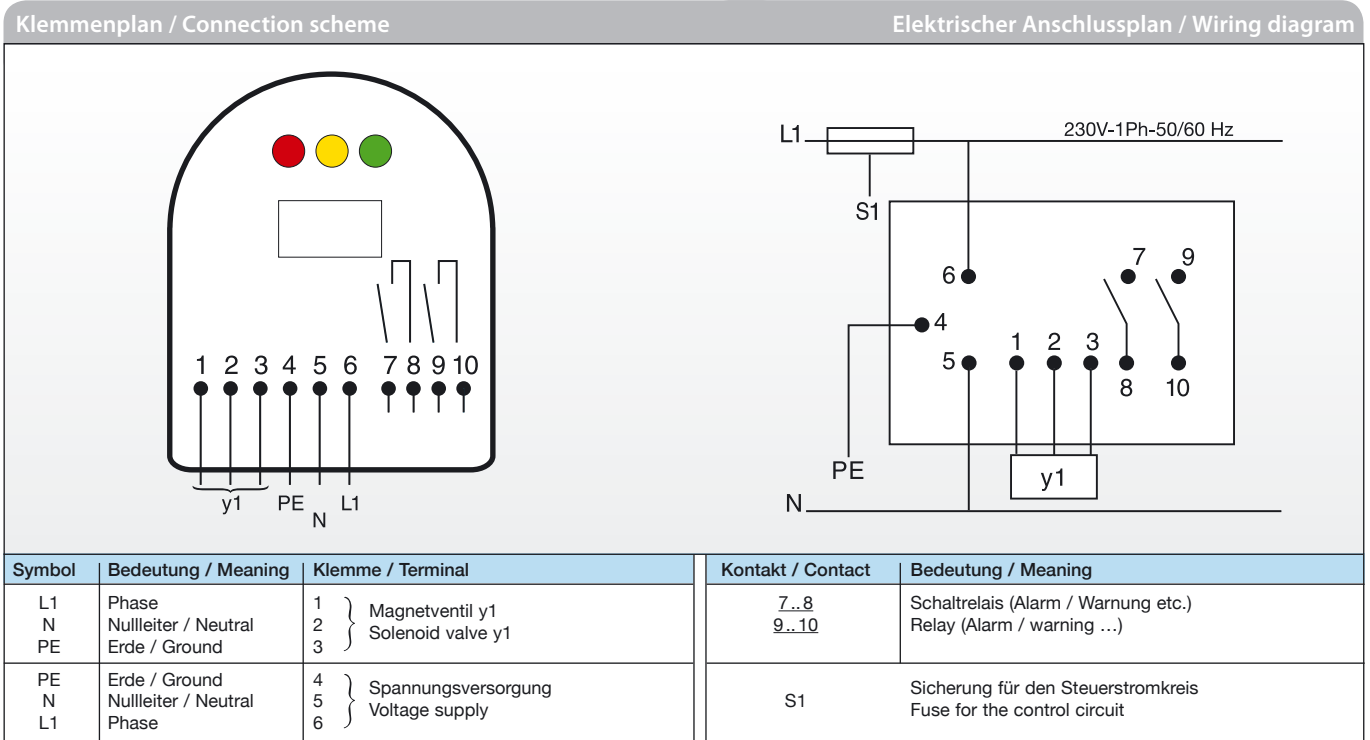 Klemmenplan / Connection scheme
Elektrischer Anschlussplan / Wiring diagram
1 2 3 4 5 6 7 8 9 10
y1 PE N L1
L1
230V-1Ph-50/60 Hz
S1
6
7
9
4
5
1
2
3
8
10
PE
y1
N
Symbol Bedeutung / Meaning Klemme / Terminal
L1 Phase 1
N Nullleiter / Neutral 2
PE Erde / Ground 3
Magnetventil y1
Solenoid valve y1
PE Erde / Ground 4
N Nullleiter / Neutral 5
L1 Phase 6
Spannungsversorgung
Voltage supply
Kontakt / Contact Bedeutung / Meaning
7..8 Schaltrelais (Alarm / Warnung etc.)
9..10 Relay (Alarm / warning …)
S1
Sicherung für den Steuerstromkreis
Fuse for the control circuit